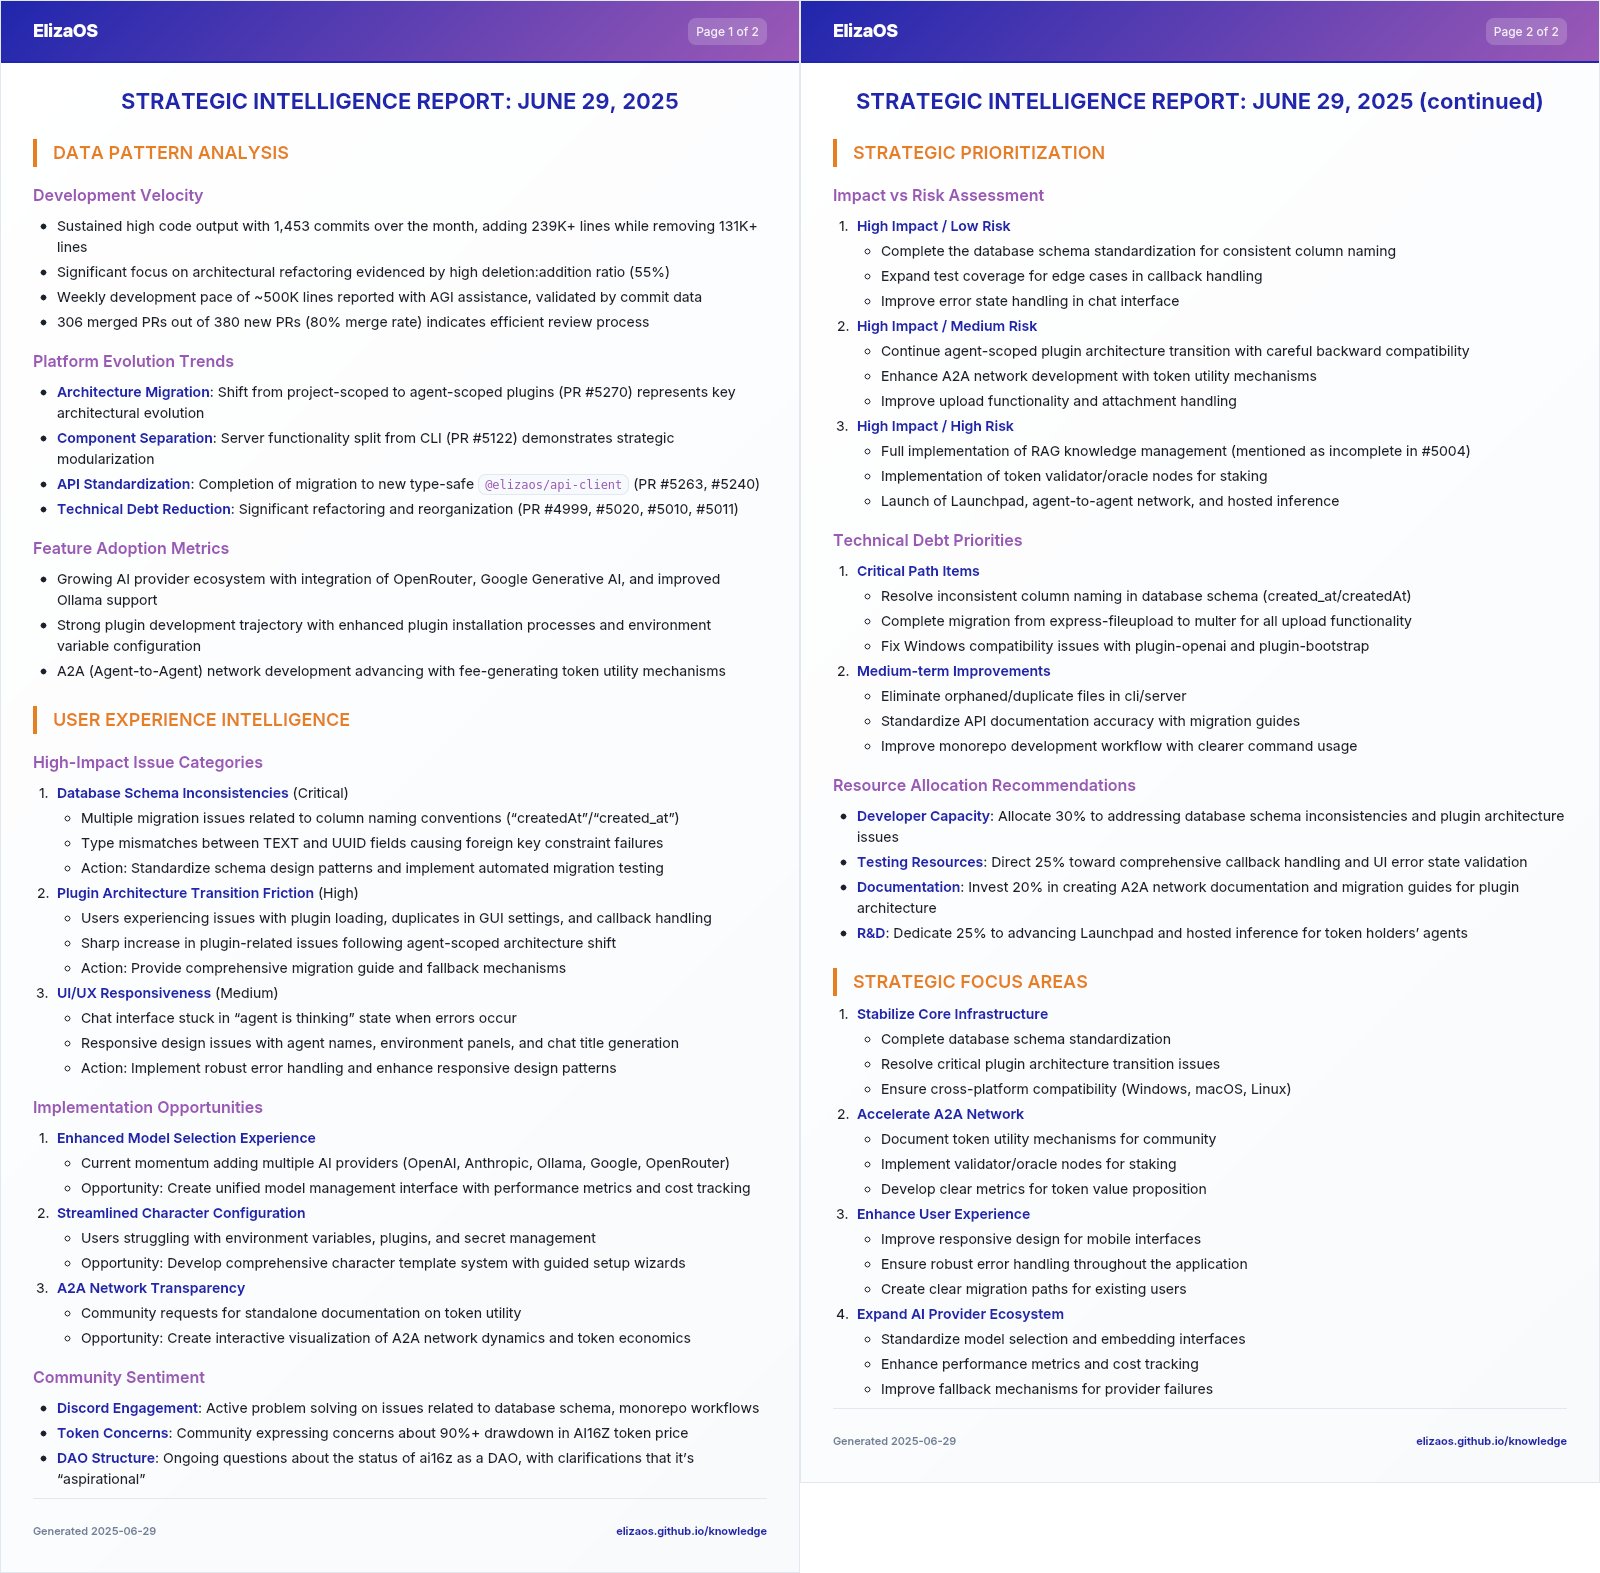 ElizaOS
Page 1 of 2
STRATEGIC INTELLIGENCE REPORT: JUNE 29, 2025
DATA PATTERN ANALYSIS
Development Velocity
• Sustained high code output with 1,453 commits over the month, adding 239K+ lines while removing 131K+
lines
• Significant focus on architectural refactoring evidenced by high deletion:addition ratio (55%)
• Weekly development pace of ~500K lines reported with AGI assistance, validated by commit data
• 306 merged PRs out of 380 new PRs (80% merge rate) indicates efficient review process
Platform Evolution Trends
• Architecture Migration: Shift from project-scoped to agent-scoped plugins (PR #5270) represents key
architectural evolution
• Component Separation: Server functionality split from CLI (PR #5122) demonstrates strategic
modularization
• API Standardization: Completion of migration to new type-safe @elizaos/api-client (PR #5263, #5240)
• Technical Debt Reduction: Significant refactoring and reorganization (PR #4999, #5020, #5010, #5011)
Feature Adoption Metrics
• Growing AI provider ecosystem with integration of OpenRouter, Google Generative AI, and improved
Ollama support
• Strong plugin development trajectory with enhanced plugin installation processes and environment
variable configuration
• A2A (Agent-to-Agent) network development advancing with fee-generating token utility mechanisms
USER EXPERIENCE INTELLIGENCE
High-Impact Issue Categories
1. Database Schema Inconsistencies (Critical)
◦ Multiple migration issues related to column naming conventions (“createdAt”/“created_at”)
◦ Type mismatches between TEXT and UUID fields causing foreign key constraint failures
◦ Action: Standardize schema design patterns and implement automated migration testing
2. Plugin Architecture Transition Friction (High)
◦ Users experiencing issues with plugin loading, duplicates in GUI settings, and callback handling
◦ Sharp increase in plugin-related issues following agent-scoped architecture shift
◦ Action: Provide comprehensive migration guide and fallback mechanisms
3. UI/UX Responsiveness (Medium)
◦ Chat interface stuck in “agent is thinking” state when errors occur
◦ Responsive design issues with agent names, environment panels, and chat title generation
◦ Action: Implement robust error handling and enhance responsive design patterns
Implementation Opportunities
1. Enhanced Model Selection Experience
◦ Current momentum adding multiple AI providers (OpenAI, Anthropic, Ollama, Google, OpenRouter)
◦ Opportunity: Create unified model management interface with performance metrics and cost tracking
2. Streamlined Character Configuration
◦ Users struggling with environment variables, plugins, and secret management
◦ Opportunity: Develop comprehensive character template system with guided setup wizards
3. A2A Network Transparency
◦ Community requests for standalone documentation on token utility
◦ Opportunity: Create interactive visualization of A2A network dynamics and token economics
Community Sentiment
• Discord Engagement: Active problem solving on issues related to database schema, monorepo workflows
• Token Concerns: Community expressing concerns about 90%+ drawdown in AI16Z token price
• DAO Structure: Ongoing questions about the status of ai16z as a DAO, with clarifications that it’s
“aspirational”
Generated 2025-06-29
elizaos.github.io/knowledge
ElizaOS
Page 2 of 2
STRATEGIC INTELLIGENCE REPORT: JUNE 29, 2025 (continued)
STRATEGIC PRIORITIZATION
Impact vs Risk Assessment
1. High Impact / Low Risk
◦ Complete the database schema standardization for consistent column naming
◦ Expand test coverage for edge cases in callback handling
◦ Improve error state handling in chat interface
2. High Impact / Medium Risk
◦ Continue agent-scoped plugin architecture transition with careful backward compatibility
◦ Enhance A2A network development with token utility mechanisms
◦ Improve upload functionality and attachment handling
3. High Impact / High Risk
◦ Full implementation of RAG knowledge management (mentioned as incomplete in #5004)
◦ Implementation of token validator/oracle nodes for staking
◦ Launch of Launchpad, agent-to-agent network, and hosted inference
Technical Debt Priorities
1. Critical Path Items
◦ Resolve inconsistent column naming in database schema (created_at/createdAt)
◦ Complete migration from express-fileupload to multer for all upload functionality
◦ Fix Windows compatibility issues with plugin-openai and plugin-bootstrap
2. Medium-term Improvements
◦ Eliminate orphaned/duplicate files in cli/server
◦ Standardize API documentation accuracy with migration guides
◦ Improve monorepo development workflow with clearer command usage
Resource Allocation Recommendations
• Developer Capacity: Allocate 30% to addressing database schema inconsistencies and plugin architecture
issues
• Testing Resources: Direct 25% toward comprehensive callback handling and UI error state validation
• Documentation: Invest 20% in creating A2A network documentation and migration guides for plugin
architecture
• R&D: Dedicate 25% to advancing Launchpad and hosted inference for token holders’ agents
STRATEGIC FOCUS AREAS
1. Stabilize Core Infrastructure
◦ Complete database schema standardization
◦ Resolve critical plugin architecture transition issues
◦ Ensure cross-platform compatibility (Windows, macOS, Linux)
2. Accelerate A2A Network
◦ Document token utility mechanisms for community
◦ Implement validator/oracle nodes for staking
◦ Develop clear metrics for token value proposition
3. Enhance User Experience
◦ Improve responsive design for mobile interfaces
◦ Ensure robust error handling throughout the application
◦ Create clear migration paths for existing users
4. Expand AI Provider Ecosystem
◦ Standardize model selection and embedding interfaces
◦ Enhance performance metrics and cost tracking
◦ Improve fallback mechanisms for provider failures
Generated 2025-06-29
elizaos.github.io/knowledge